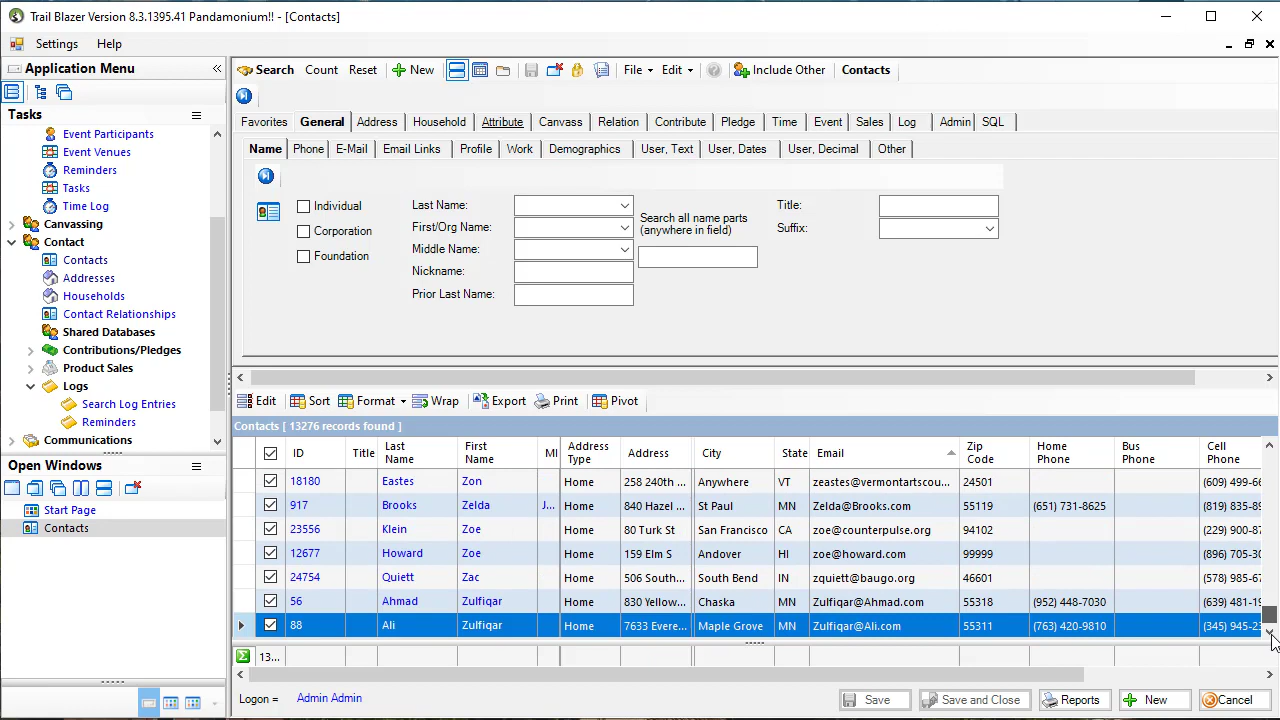 Trail Blazer Version 8.3.1395.41 Pandamonium!! - [Contacts]
Settings Help
Application Menu
Search Count Reset New File Edit Include Other Contacts
Tasks
Event Participants
Event Venues
Reminders
Tasks
Time Log
Canvassing
Contact
Contacts
Addresses
Households
Contact Relationships
Shared Databases
Contributions/Pledges
Product Sales
Logs
Search Log Entries
Reminders
Communications
Open Windows
Start Page
Contacts
Favorites General Address Household Attribute Canvass Relation Contribute Pledge Time Event Sales Log Admin SQL
Name Phone E-Mail Email Links Profile Work Demographics User, Text User, Dates User, Decimal Other
Individual
Corporation
Foundation
Last Name:
First/Org Name:
Middle Name:
Nickname:
Prior Last Name:
Search all name parts
(anywhere in field)
Title:
Suffix:
Edit Sort Format Wrap Export Print Pivot
Contacts [ 13276 records found ]
ID Title Last Name First Name MI Address Type Address City State Email Zip Code Home Phone Bus Phone Cell Phone
18180 Eastes Zon Home 258 240th ... Anywhere VT zeastes@vermontartscou... 24501 (609) 499-66
917 Brooks Zelda J... Home 840 Hazel ... St Paul MN Zelda@Brooks.com 55119 (651) 731-8625 (819) 835-89
23556 Klein Zoe Home 80 Turk St San Francisco CA zoe@counterpulse.org 94102 (229) 900-87
12677 Howard Zoe Home 159 Elm S Andover HI zoe@howard.com 99999 (896) 705-30
24754 Quiett Zac Home 506 South... South Bend IN zquiett@baugo.org 46601 (578) 985-67
56 Ahmad Zulfiqar Home 830 Yellow... Chaska MN Zulfiqar@Ahmad.com 55318 (952) 448-7030 (639) 481-19
88 Ali Zulfiqar Home 7633 Evere... Maple Grove MN Zulfiqar@Ali.com 55311 (763) 420-9810 (345) 945-23
13...
Logon = Admin Admin
Save Save and Close Reports New Cancel